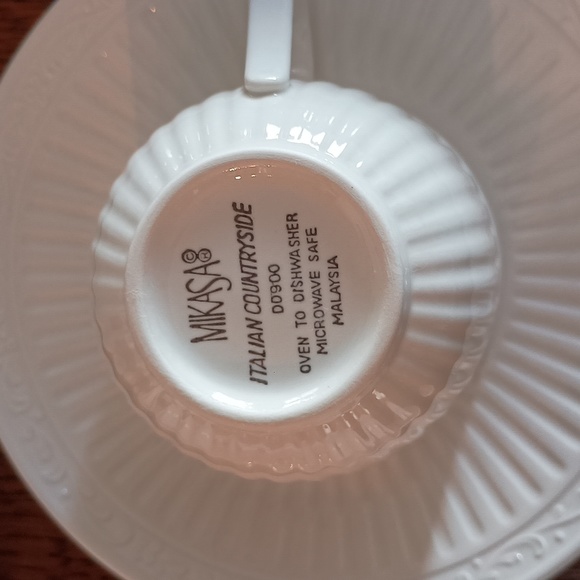 MIKASA © ®
ITALIAN COUNTRYSIDE
DD900
OVEN TO DISHWASHER
MICROWAVE SAFE
MALAYSIA